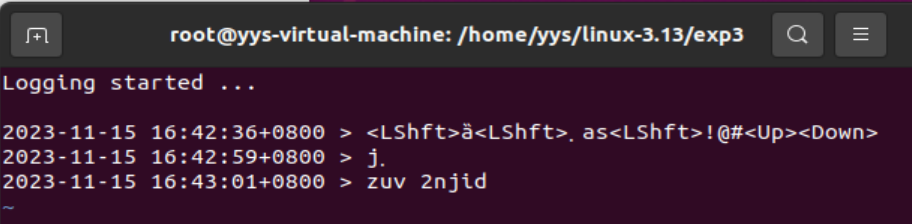 root@yys-virtual-machine: /home/yys/linux-3.13/exp3
Logging started ...
2023-11-15 16:42:36+0800 > <LShft>ȁ<LShft>. as<LShft>!@#<Up><Down>
2023-11-15 16:42:59+0800 > j.
2023-11-15 16:43:01+0800 > zuv 2njid
~